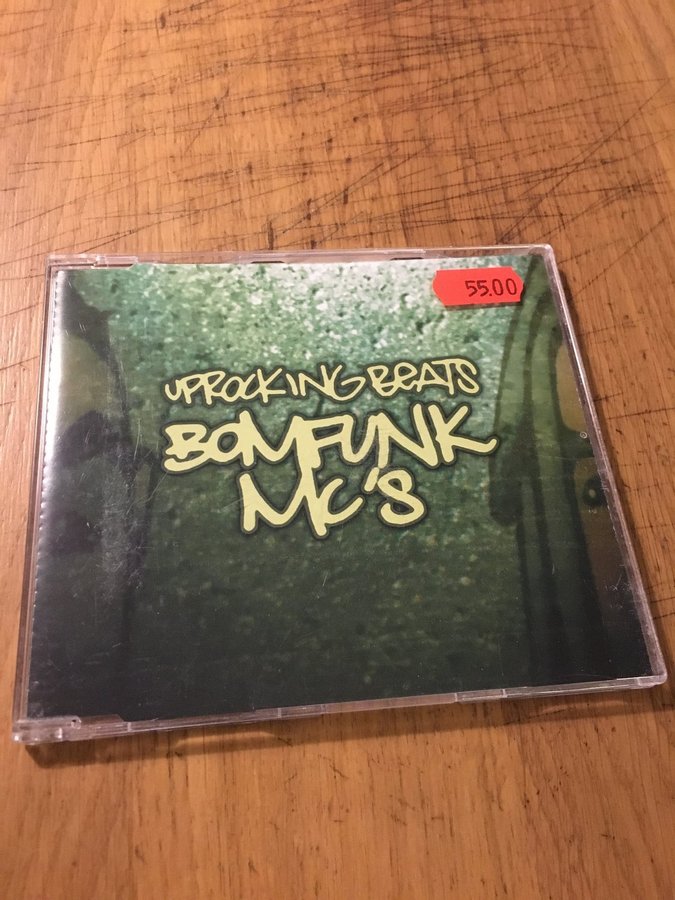 55.00
UPROCKING BEATS
BOMFUNK
MC'S